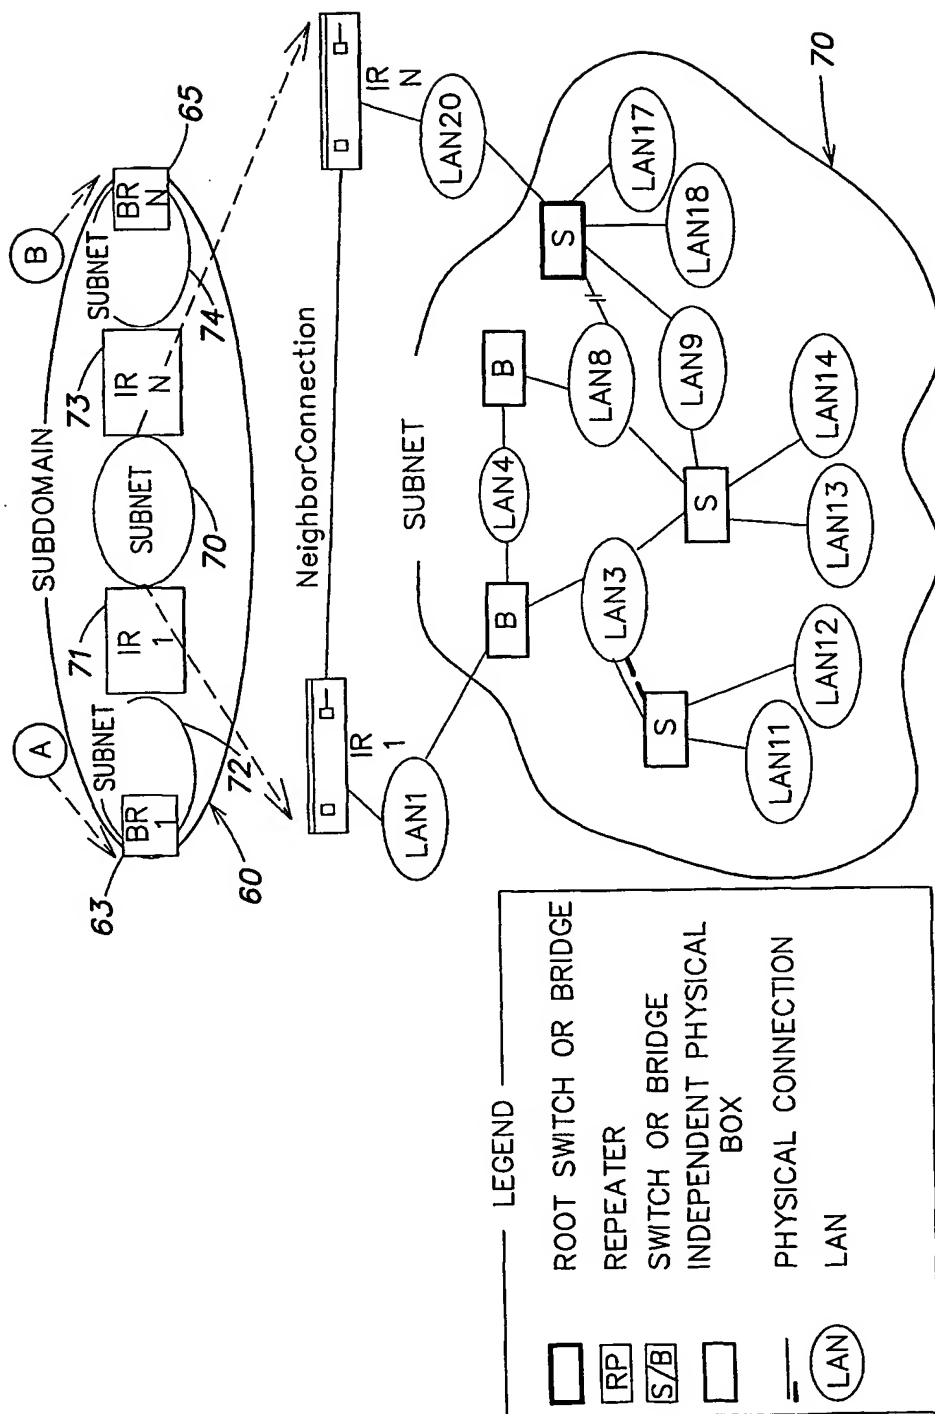 SUBDOMAIN
A
B
63
65
BR
1
SUBNET
71
IR
1
SUBNET
73
IR
N
SUBNET
BR
N
60
72
70
74
NeighborConnection
IR
1
IR
N
LAN1
LAN20
SUBNET
70
B
LAN4
B
S
LAN17
LAN18
LAN3
LAN8
LAN9
S
S
LAN11
LAN12
LAN13
LAN14
LEGEND
ROOT SWITCH OR BRIDGE
RP REPEATER
S/B SWITCH OR BRIDGE
INDEPENDENT PHYSICAL
BOX
PHYSICAL CONNECTION
LAN LAN